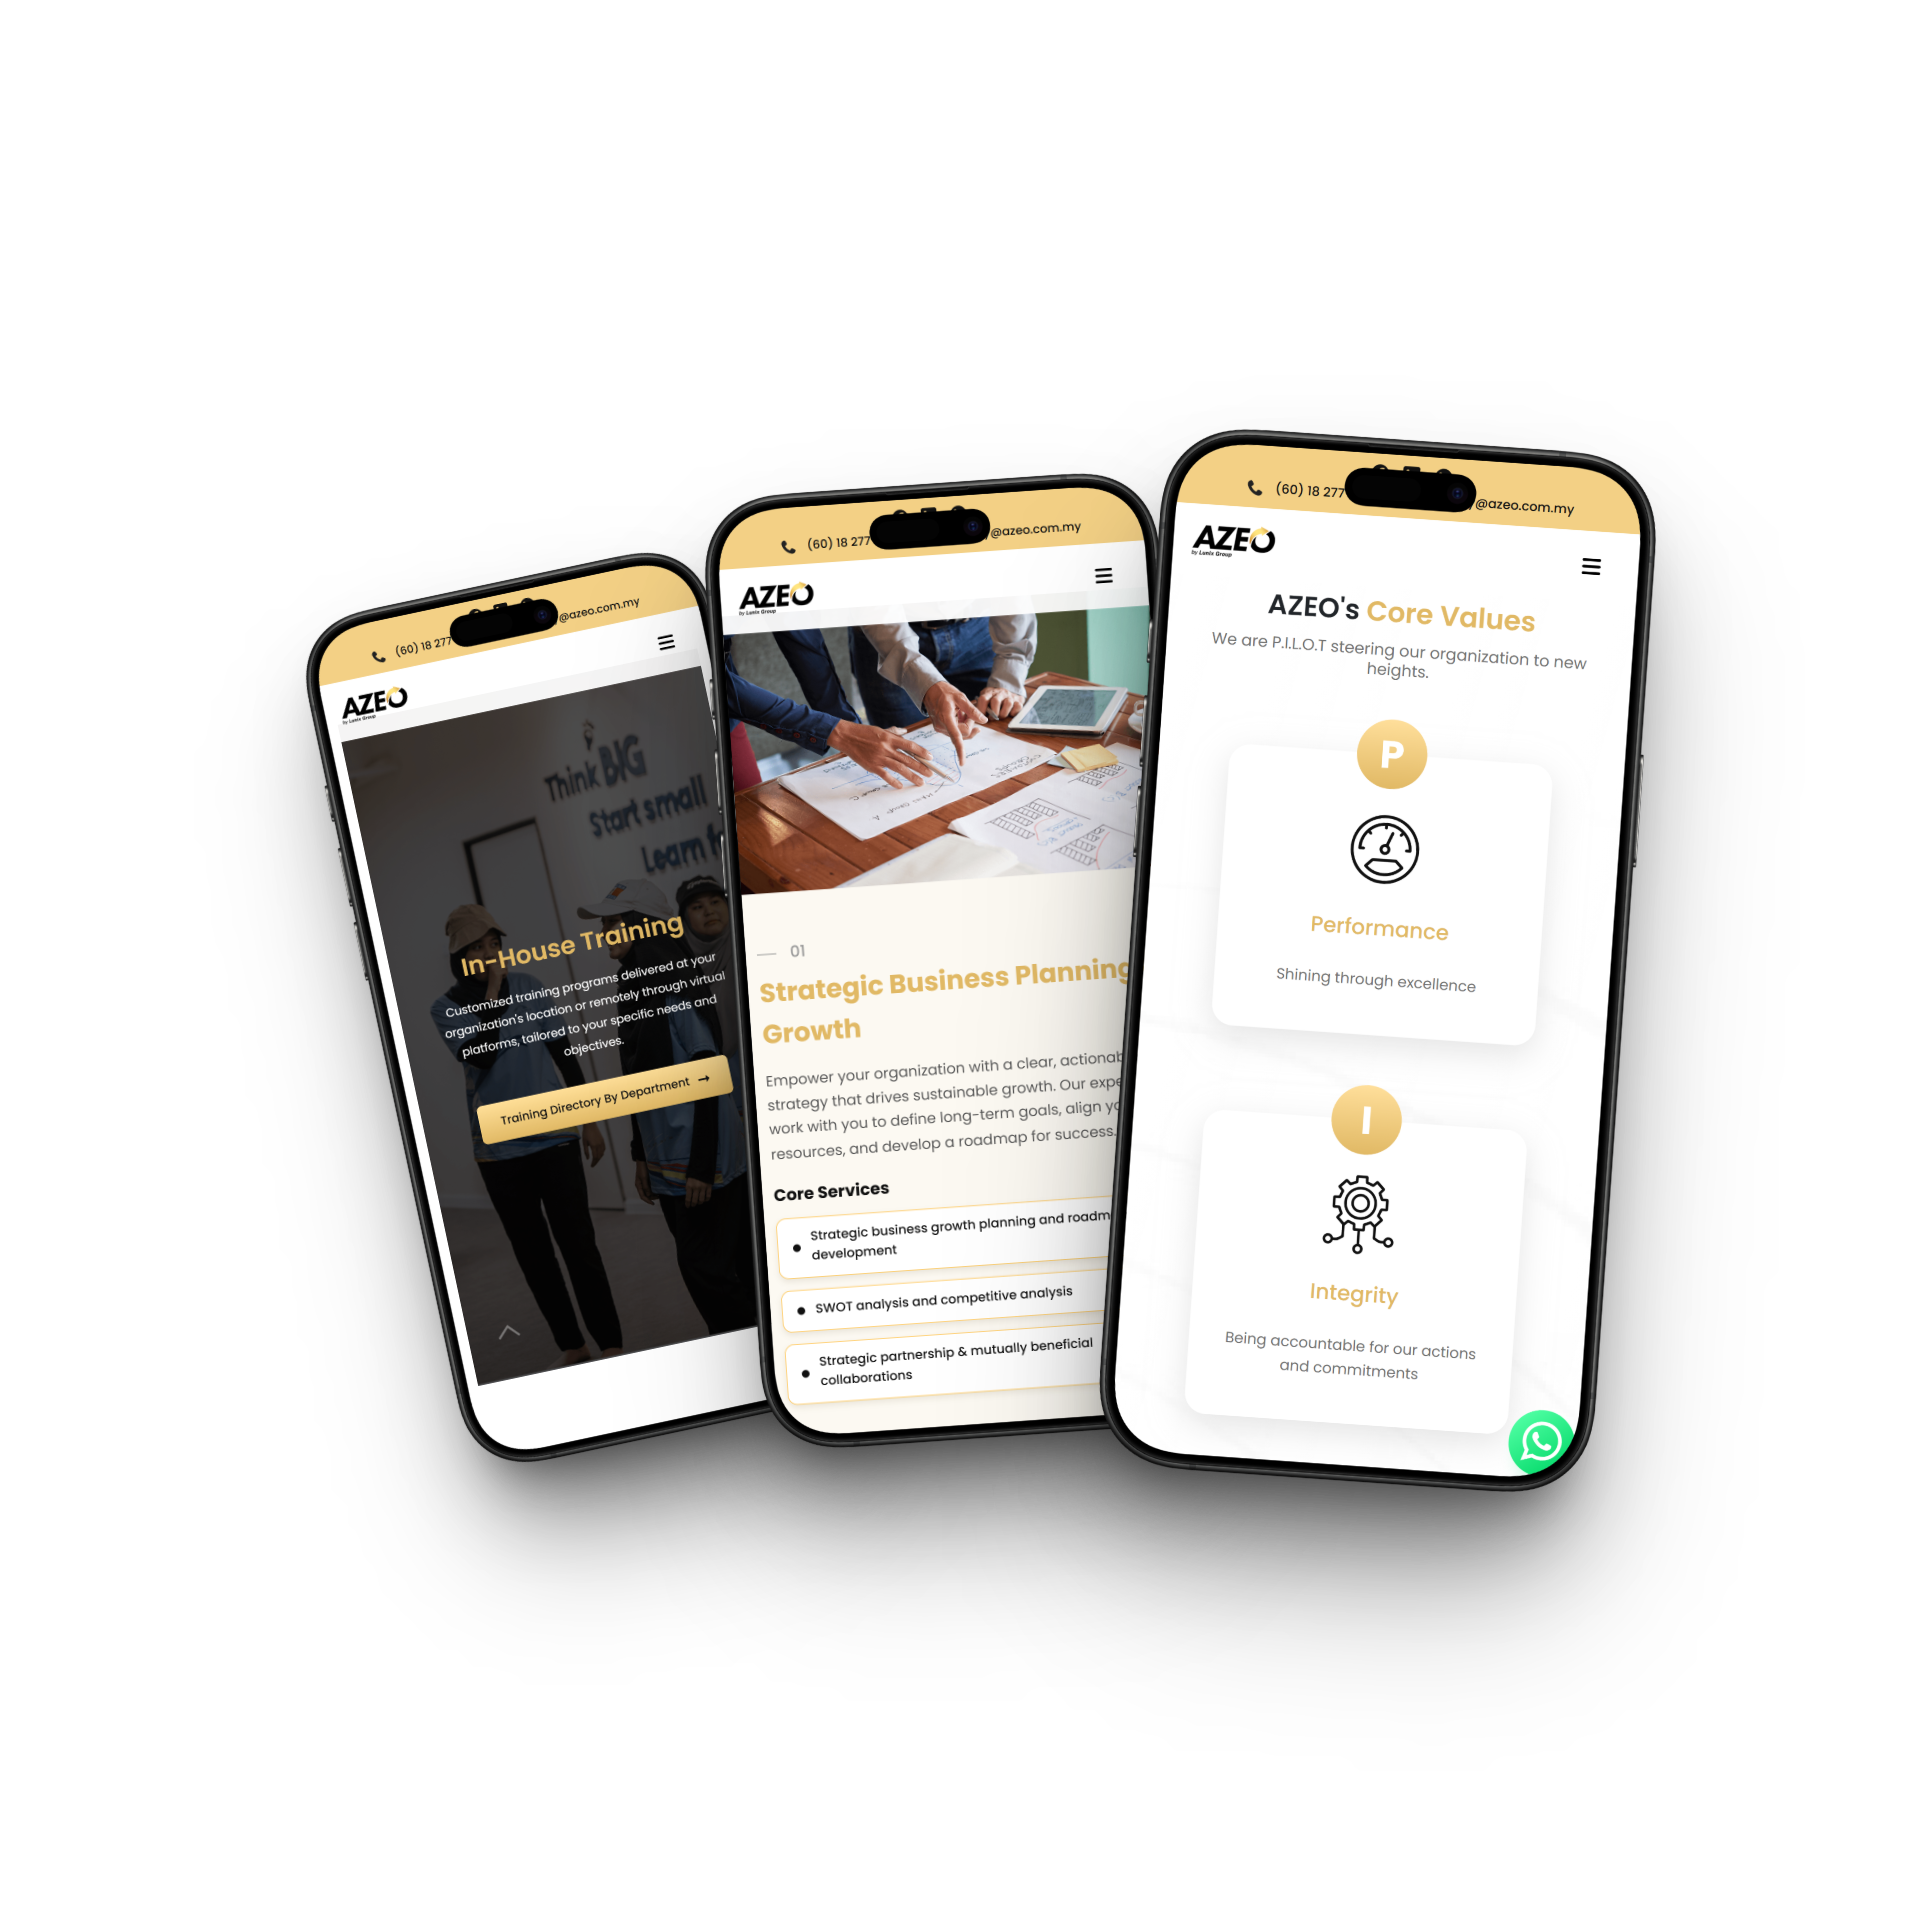 (60) 18 277
@azeo.com.my
AZEO
by Lunix Group
Think BIG
Start small
Learn
In-House Training
Customized training programs delivered at your
organization's location or remotely through virtual
platforms, tailored to your specific needs and
objectives.
Training Directory By Department →
(60) 18 277
@azeo.com.my
AZEO
by Lunix Group
01
Strategic Business Planning
Growth
Empower your organization with a clear,
strategy that drives sustainable growth. Our
work with you to define long-term goals, align
resources, and develop a roadmap for success.
Core Services
Strategic business growth planning and
development
SWOT analysis and competitive analysis
Strategic partnership & mutually beneficial
collaborations
(60) 18 277
@azeo.com.my
AZEO
by Lunix Group
AZEO's Core Values
We are P.I.L.O.T steering our organization to new
heights.
P
Performance
Shining through excellence
I
Integrity
Being accountable for our actions
and commitments